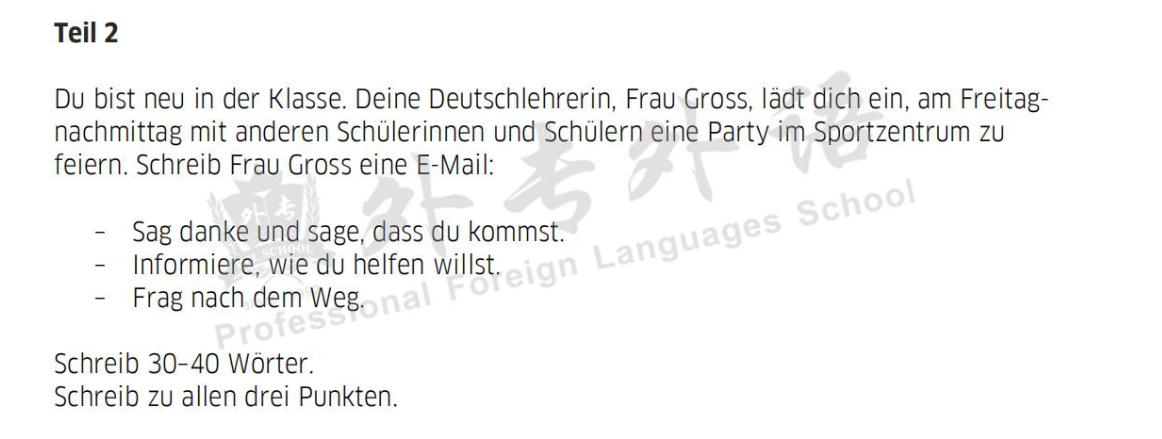 Teil 2
Du bist neu in der Klasse. Deine Deutschlehrerin, Frau Gross, lädt dich ein, am Freitag-
nachmittag mit anderen Schülerinnen und Schülern eine Party im Sportzentrum zu
feiern. Schreib Frau Gross eine E-Mail:
- Sag danke und sage, dass du kommst.
- Informiere, wie du helfen willst.
- Frag nach dem Weg.
外考外语
Professional Foreign Languages School
Schreib 30-40 Wörter.
Schreib zu allen drei Punkten.